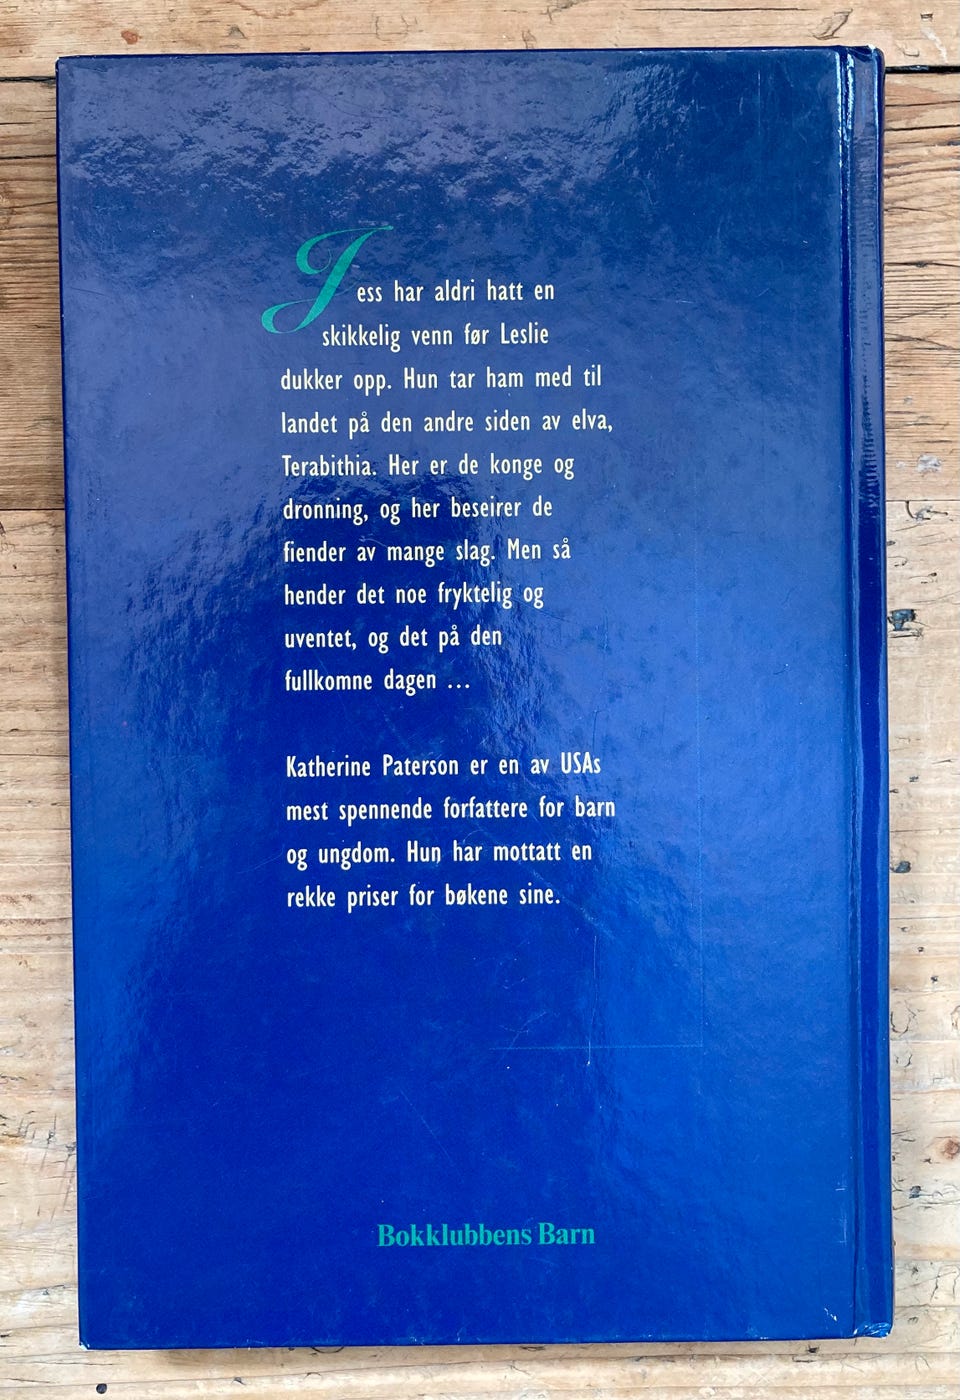 Jess har aldri hatt en
skikkelig venn før Leslie
dukker opp. Hun tar ham med til
landet på den andre siden av elva,
Terabithia. Her er de konge og
dronning, og her beseirer de
fiender av mange slag. Men så
hender det noe fryktelig og
uventet, og det på den
fullkomne dagen ...
Katherine Paterson er en av USAs
mest spennende forfattere for barn
og ungdom. Hun har mottatt en
rekke priser for bøkene sine.
Bokklubbens Barn